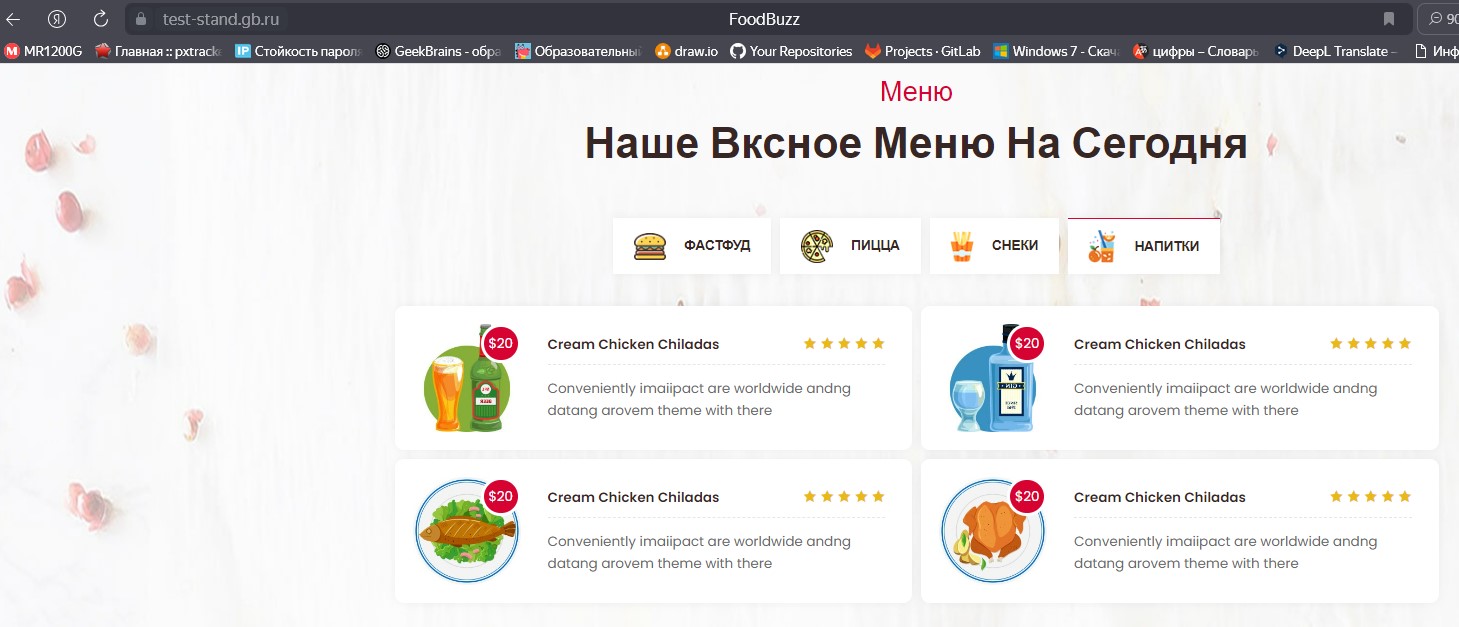 test-stand.gb.ru
FoodBuzz
90
MR1200G
Главная :: pxtracke
IP Стойкость пароля
GeekBrains - обра
Образовательны
draw.io
Your Repositories
Projects · GitLab
Windows 7 - Скача
цифры – Словарь
DeepL Translate –
Инф
Меню
Наше Вксное Меню На Сегодня
ФАСТФУД
ПИЦЦА
СНЕКИ
НАПИТКИ
$20
Cream Chicken Chiladas
Conveniently imaiipact are worldwide andng
datang arovem theme with there
$20
Cream Chicken Chiladas
Conveniently imaiipact are worldwide andng
datang arovem theme with there
$20
Cream Chicken Chiladas
Conveniently imaiipact are worldwide andng
datang arovem theme with there
$20
Cream Chicken Chiladas
Conveniently imaiipact are worldwide andng
datang arovem theme with there